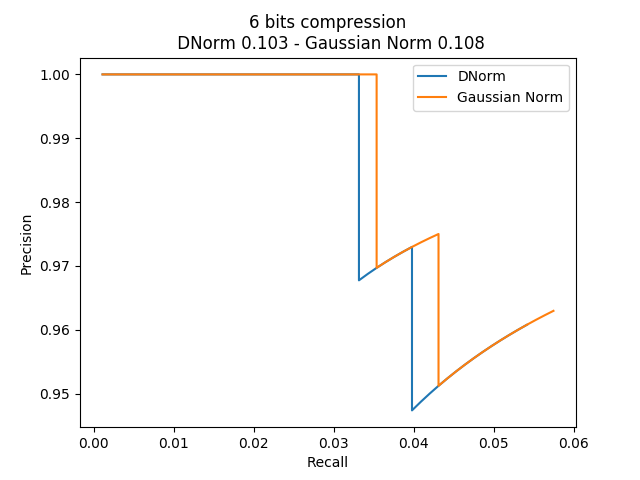 6 bits compression
DNorm 0.103 - Gaussian Norm 0.108
DNorm
Gaussian Norm
Precision
1.00
0.99
0.98
0.97
0.96
0.95
0.00 0.01 0.02 0.03 0.04 0.05 0.06
Recall